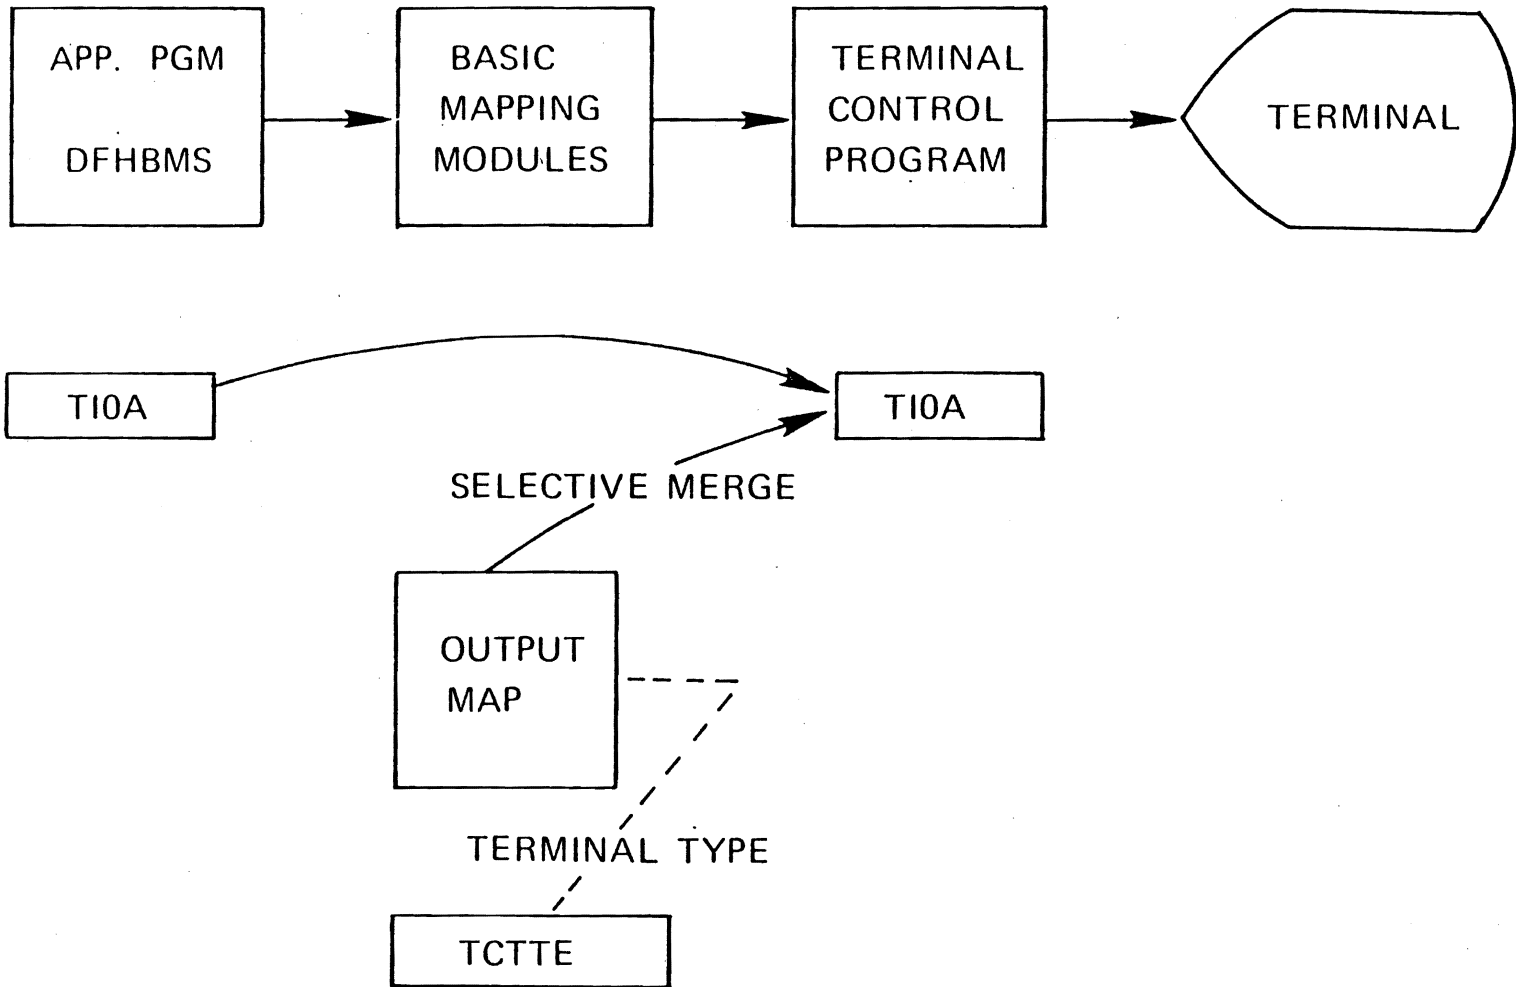 APP. PGM
DFHBMS
BASIC
MAPPING
MODULES
TERMINAL
CONTROL
PROGRAM
TERMINAL
TIOA
TIOA
SELECTIVE MERGE
OUTPUT
MAP
TERMINAL TYPE
TCTTE